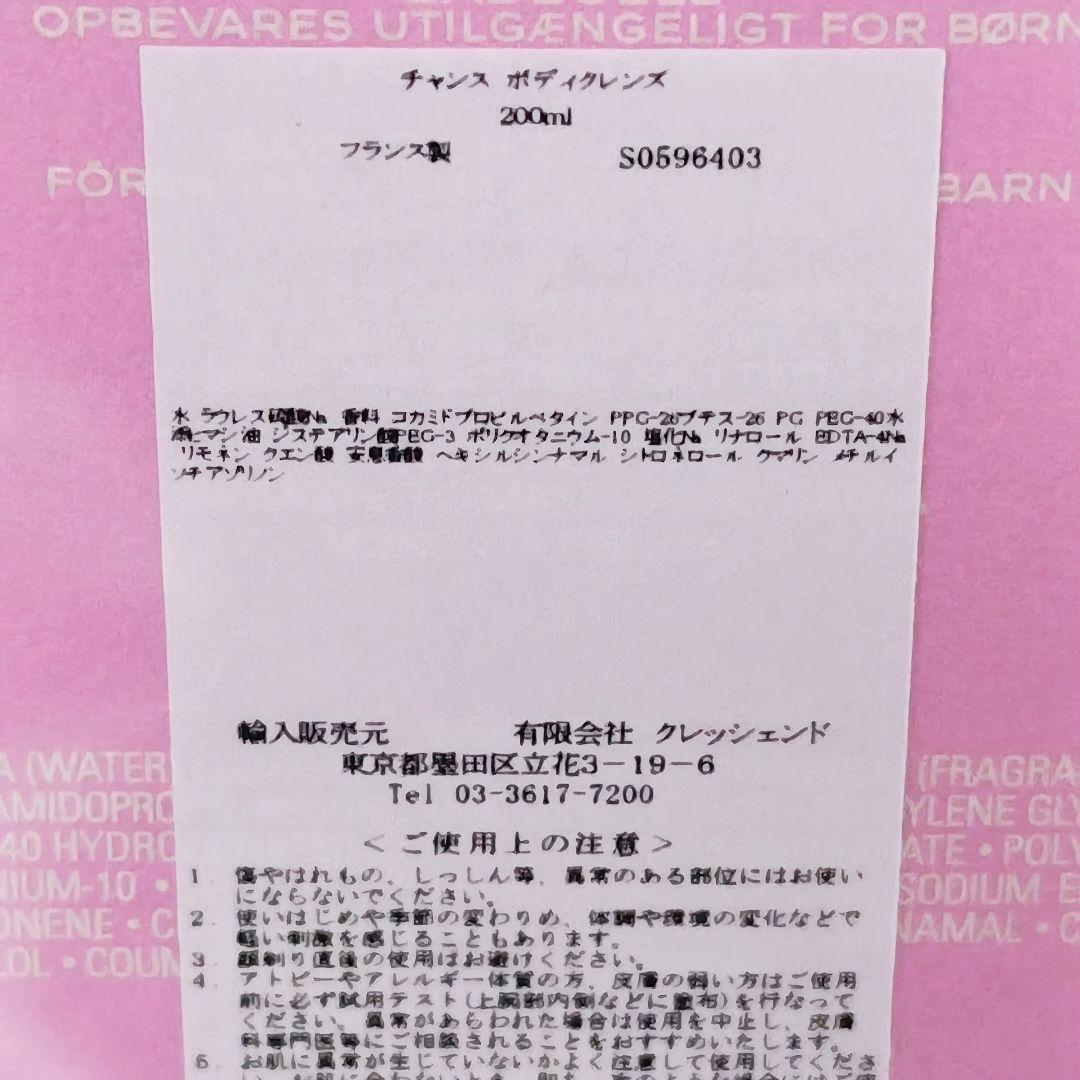 OPBEVARES UTILGÆNGELIGT FOR BØRN
チャンス ボディクレンズ
200ml
フランス製 S0596403
FÖR BARN
水 ラウレス硫酸Na 香料 コカミドプロピルベタイン PPG-26ブテス-26 PG PEG-40水
添ヒマシ油 ジステアリン酸PEG-3 ポリクオタニウム-10 塩化Na リナロール EDTA-4Na
リモネン クエン酸 安息香酸 ヘキシルシンナマル シトロネロール クマリン メチルイ
ソチアゾリノン
輸入販売元 有限会社 クレッシェンド
東京都墨田区立花3-19-6
Tel 03-3617-7200
A (WATER (FRAGRA
AMIDOPRO YLENE GLY
40 HYDRO ATE • POLY
NIUM-10 • SODIUM E
ONENE • C NAMAL • C
LOL • COUM
<ご使用上の注意>
1. 傷やはれもの、しっしん等、異常のある部位にはお使い
にならないでください。
2. 使いはじめや季節の変わりめ、体調や環境の変化などで
軽い刺激を感じることもあります。
3. 顔剃り直後の使用はお避けください。
4. アトピーやアレルギー体質の方、皮膚の弱い方はご使用
前に必ず試用テスト(上腕部内側などに塗布)を行なって
ください。異常があらわれた場合は使用を中止し、皮膚
科専門医等にご相談されることをおすすめいたします。
5. お肌に異常が生じていないかよく注意して使用してくださ